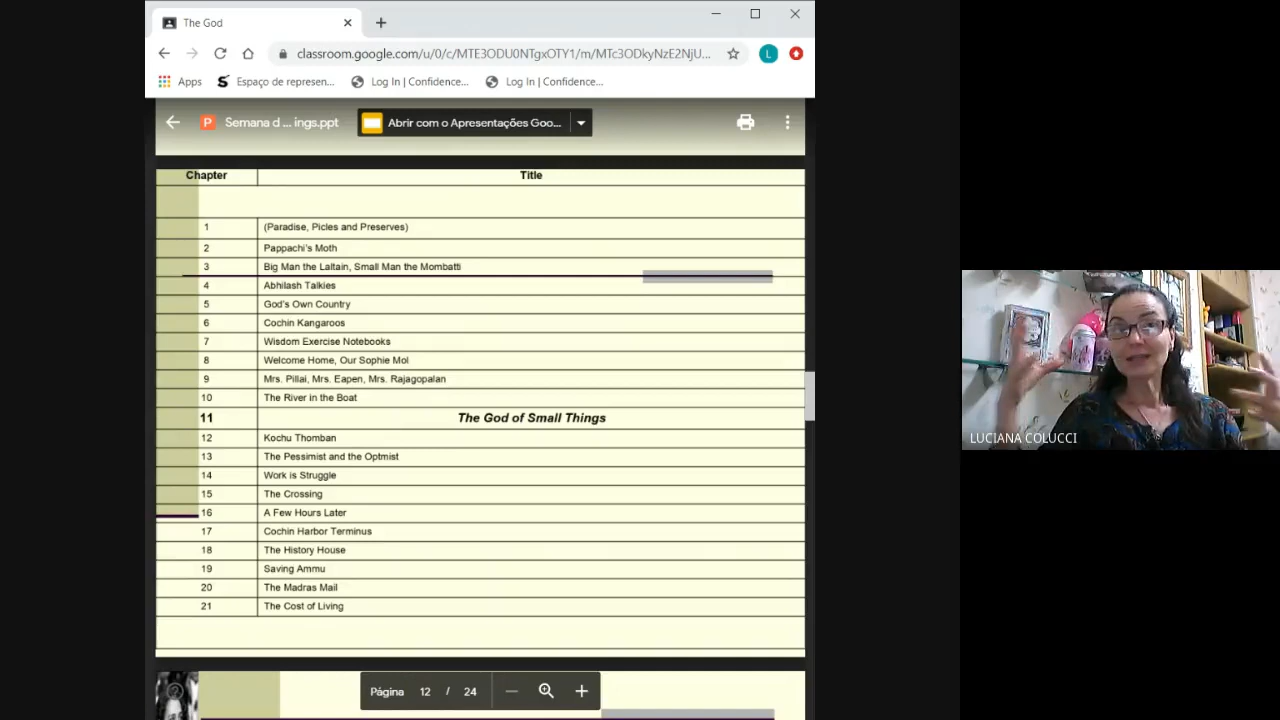 The God
classroom.google.com/u/0/c/MTE3ODU0NTgxOTY1/m/MTc3ODkyNzE2NjU...
L
Apps Espaço de represen... Log In | Confidence... Log In | Confidence...
P Semana d ... ings.ppt Abrir com o Apresentações Goo...
Chapter Title
1 (Paradise, Picles and Preserves)
2 Pappachi's Moth
3 Big Man the Laltain, Small Man the Mombatti
4 Abhilash Talkies
5 God's Own Country
6 Cochin Kangaroos
7 Wisdom Exercise Notebooks
8 Welcome Home, Our Sophie Mol
9 Mrs. Pillai, Mrs. Eapen, Mrs. Rajagopalan
10 The River in the Boat
11 The God of Small Things
12 Kochu Thomban
13 The Pessimist and the Optmist
14 Work is Struggle
15 The Crossing
16 A Few Hours Later
17 Cochin Harbor Terminus
18 The History House
19 Saving Ammu
20 The Madras Mail
21 The Cost of Living
Página 12 / 24
LUCIANA COLUCCI